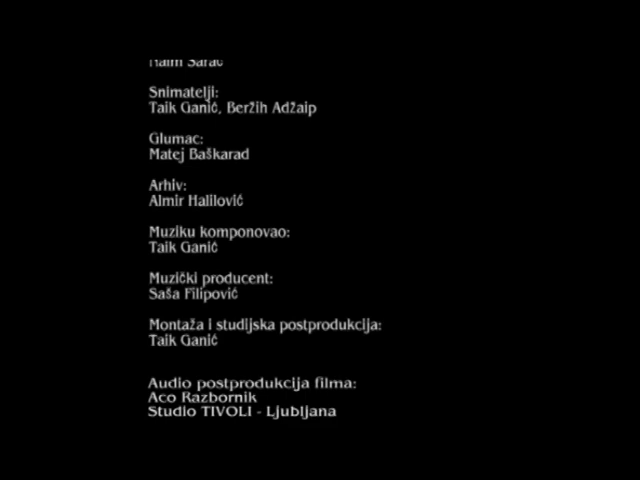 Snimatelji:
Taik Ganić, Beržih Adžaip
Glumac:
Matej Baškarad
Arhiv:
Almir Halilović
Muziku komponovao:
Taik Ganić
Muzički producent:
Saša Filipović
Montaža i studijska postprodukcija:
Taik Ganić
Audio postprodukcija filma:
Aco Razbornik
Studio TIVOLI - Ljubljana